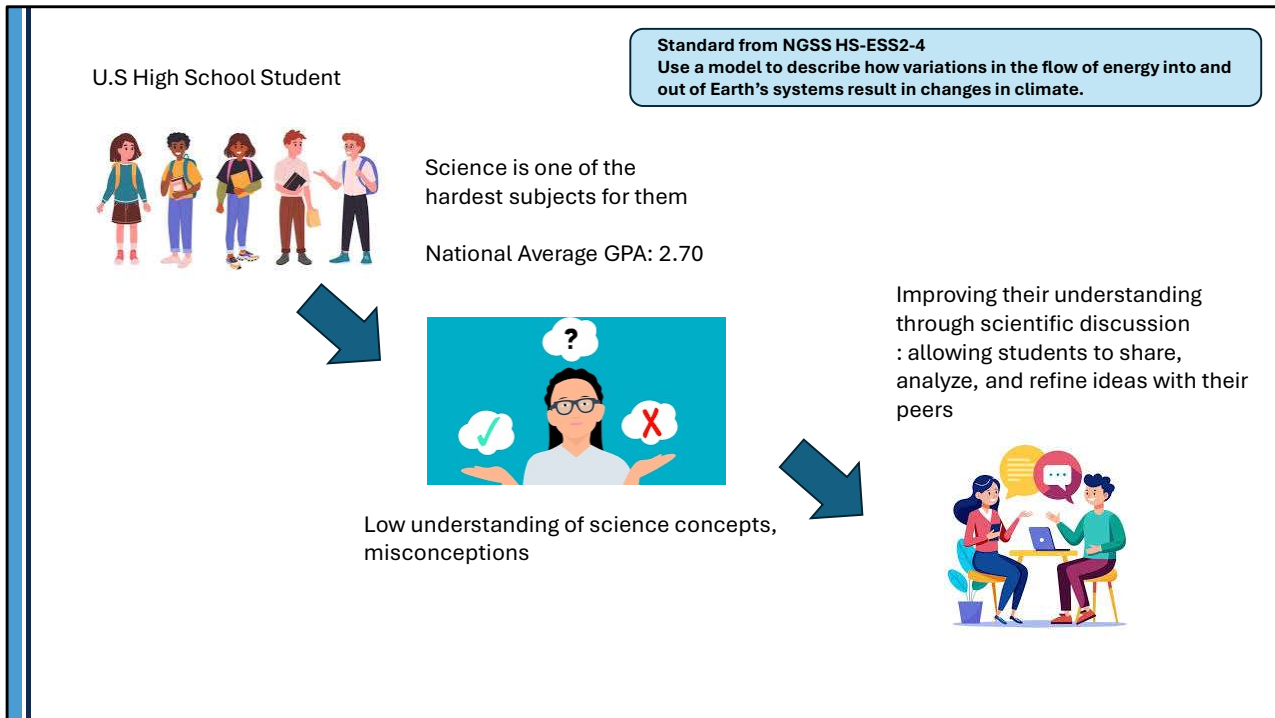 Standard from NGSS HS-ESS2-4
Use a model to describe how variations in the flow of energy into and
out of Earth's systems result in changes in climate.
U.S High School Student
Science is one of the
hardest subjects for them
National Average GPA: 2.70
?
✓
X
Low understanding of science concepts,
misconceptions
Improving their understanding
through scientific discussion
: allowing students to share,
analyze, and refine ideas with their
peers